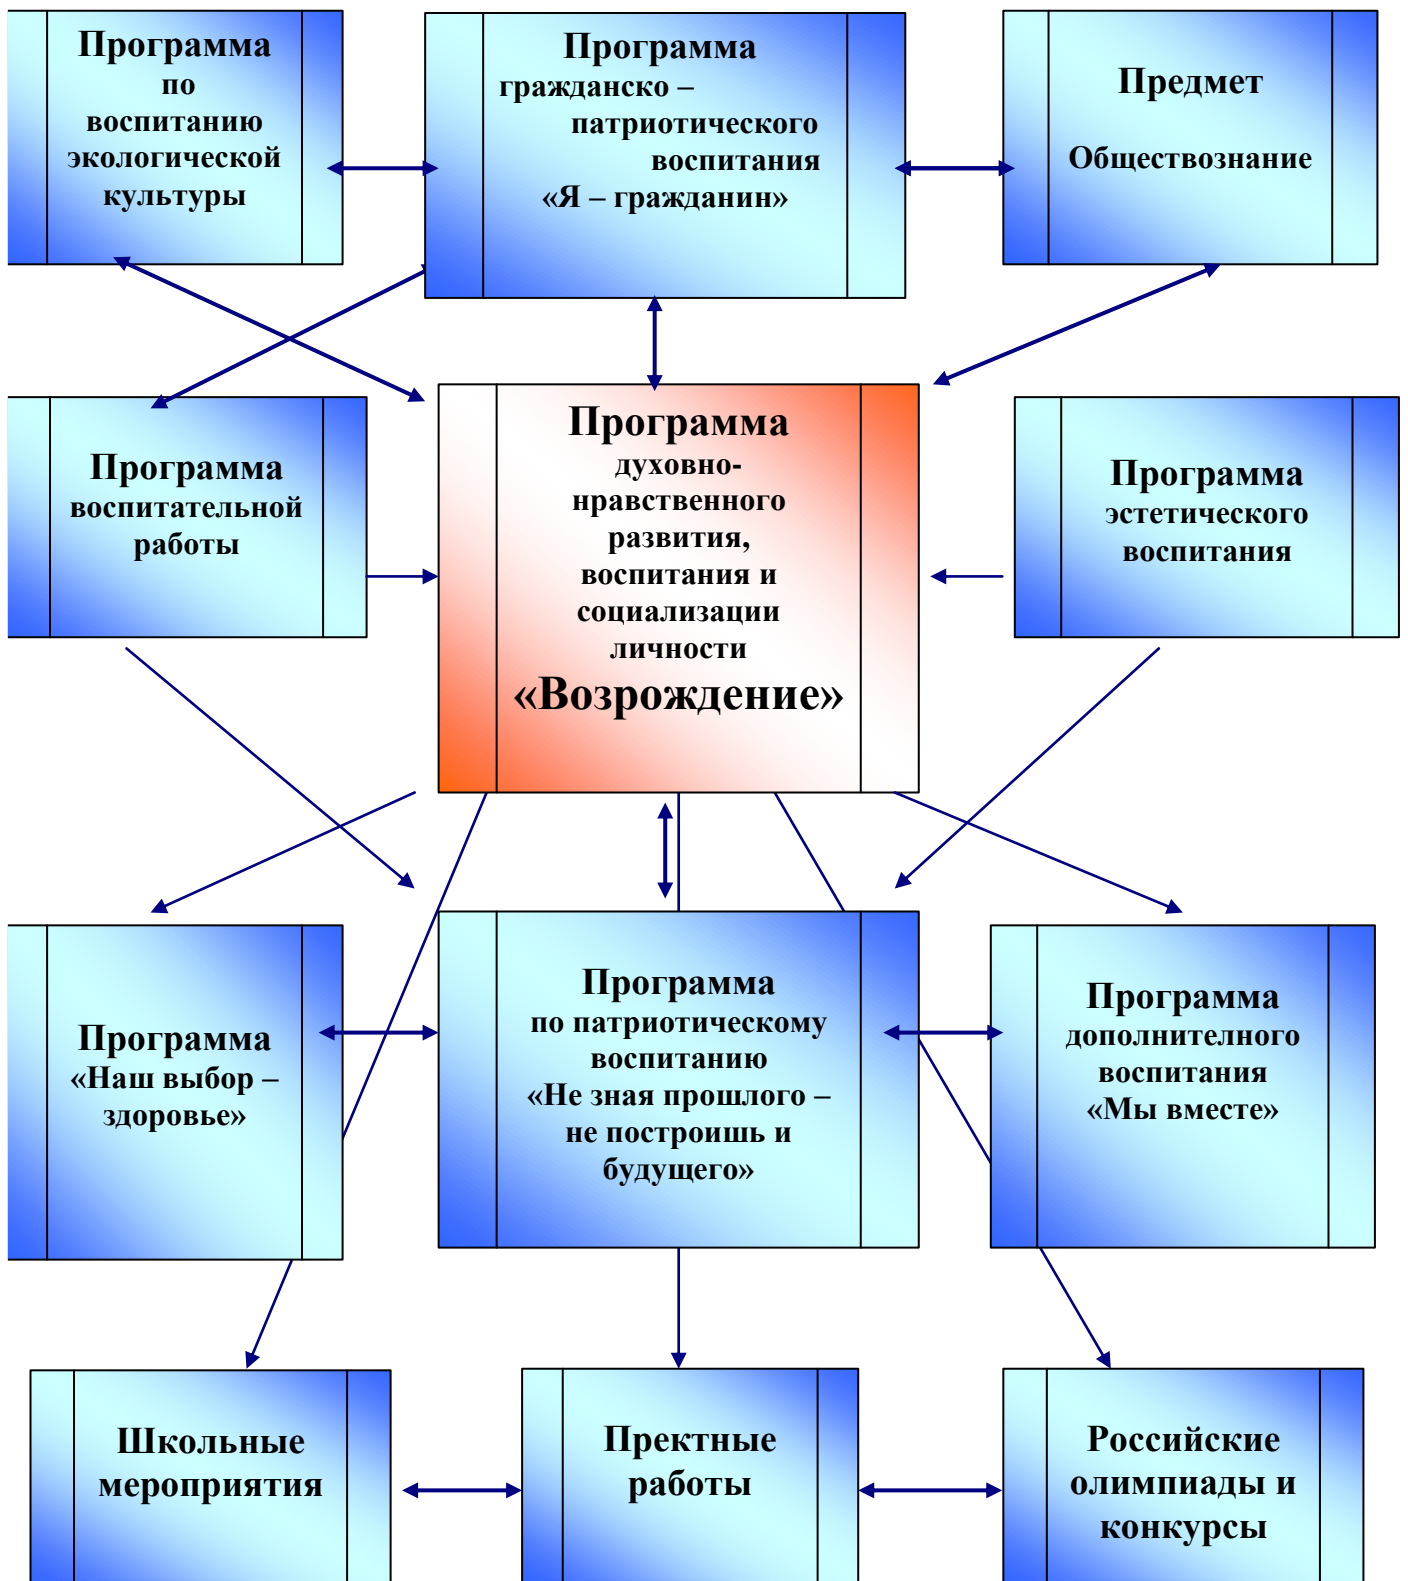 Программа
по
воспитанию
экологической
культуры
Программа
гражданско –
патриотического
воспитания
«Я – гражданин»
Предмет
Обществознание
Программа
воспитательной
работы
Программа
духовно-
нравственного
развития,
воспитания и
социализации
личности
«Возрождение»
Программа
эстетического
воспитания
Программа
«Наш выбор –
здоровье»
Программа
по патриотическому
воспитанию
«Не зная прошлого –
не построишь и
будущего»
Программа
дополнителного
воспитания
«Мы вместе»
Школьные
мероприятия
Пректные
работы
Российские
олимпиады и
конкурсы